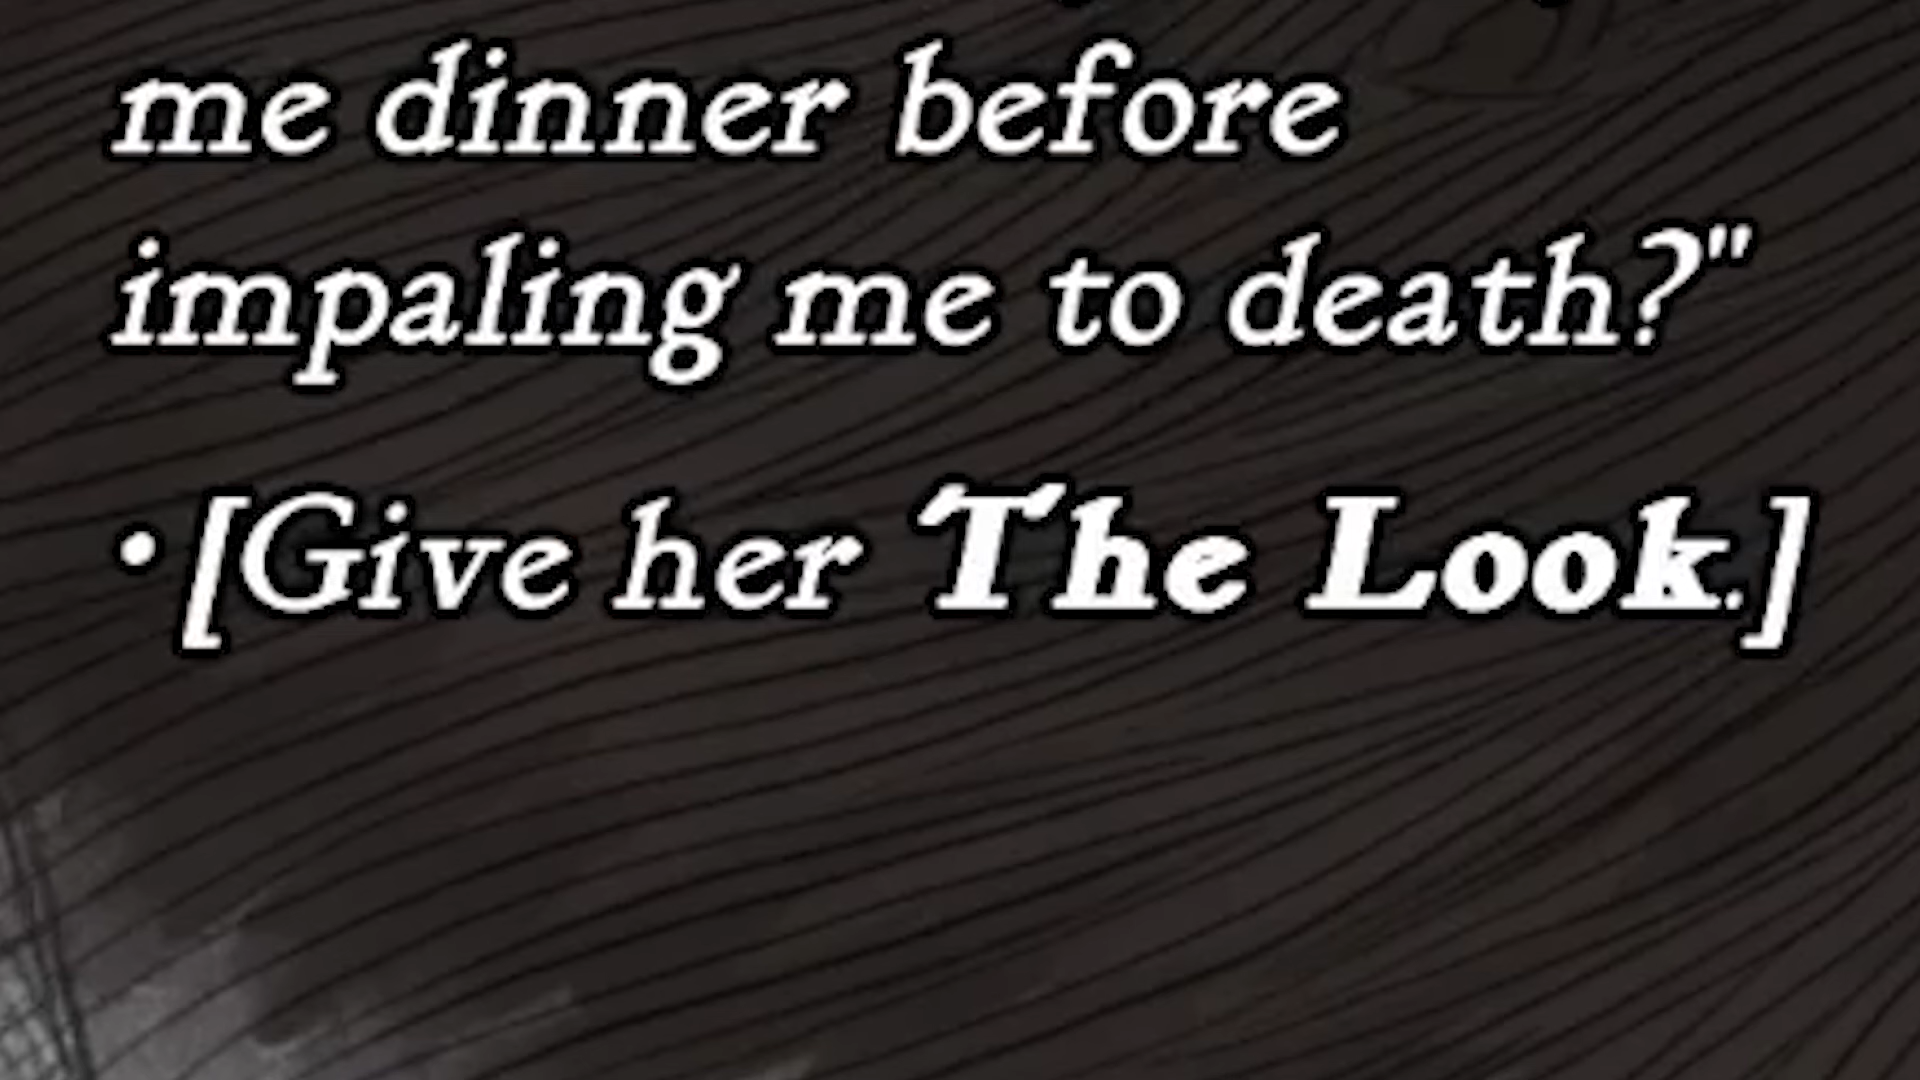 me dinner before
impaling me to death?"
• [Give her The Look.]